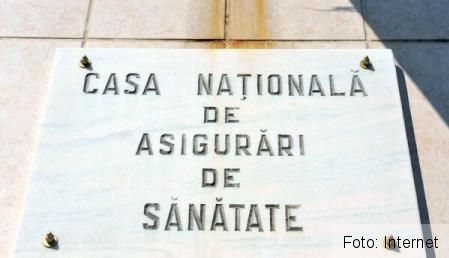 CASA NAȚIONALĂ
DE
ASIGURĂRI
DE
SĂNĂTATE
Foto: Internet